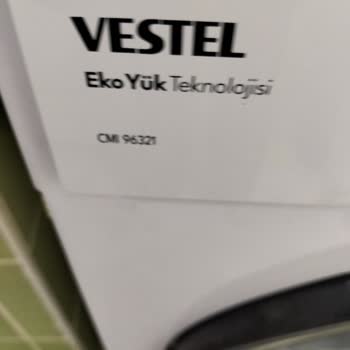 VESTEL
Eko Yük Teknolojisi
CMI 96321